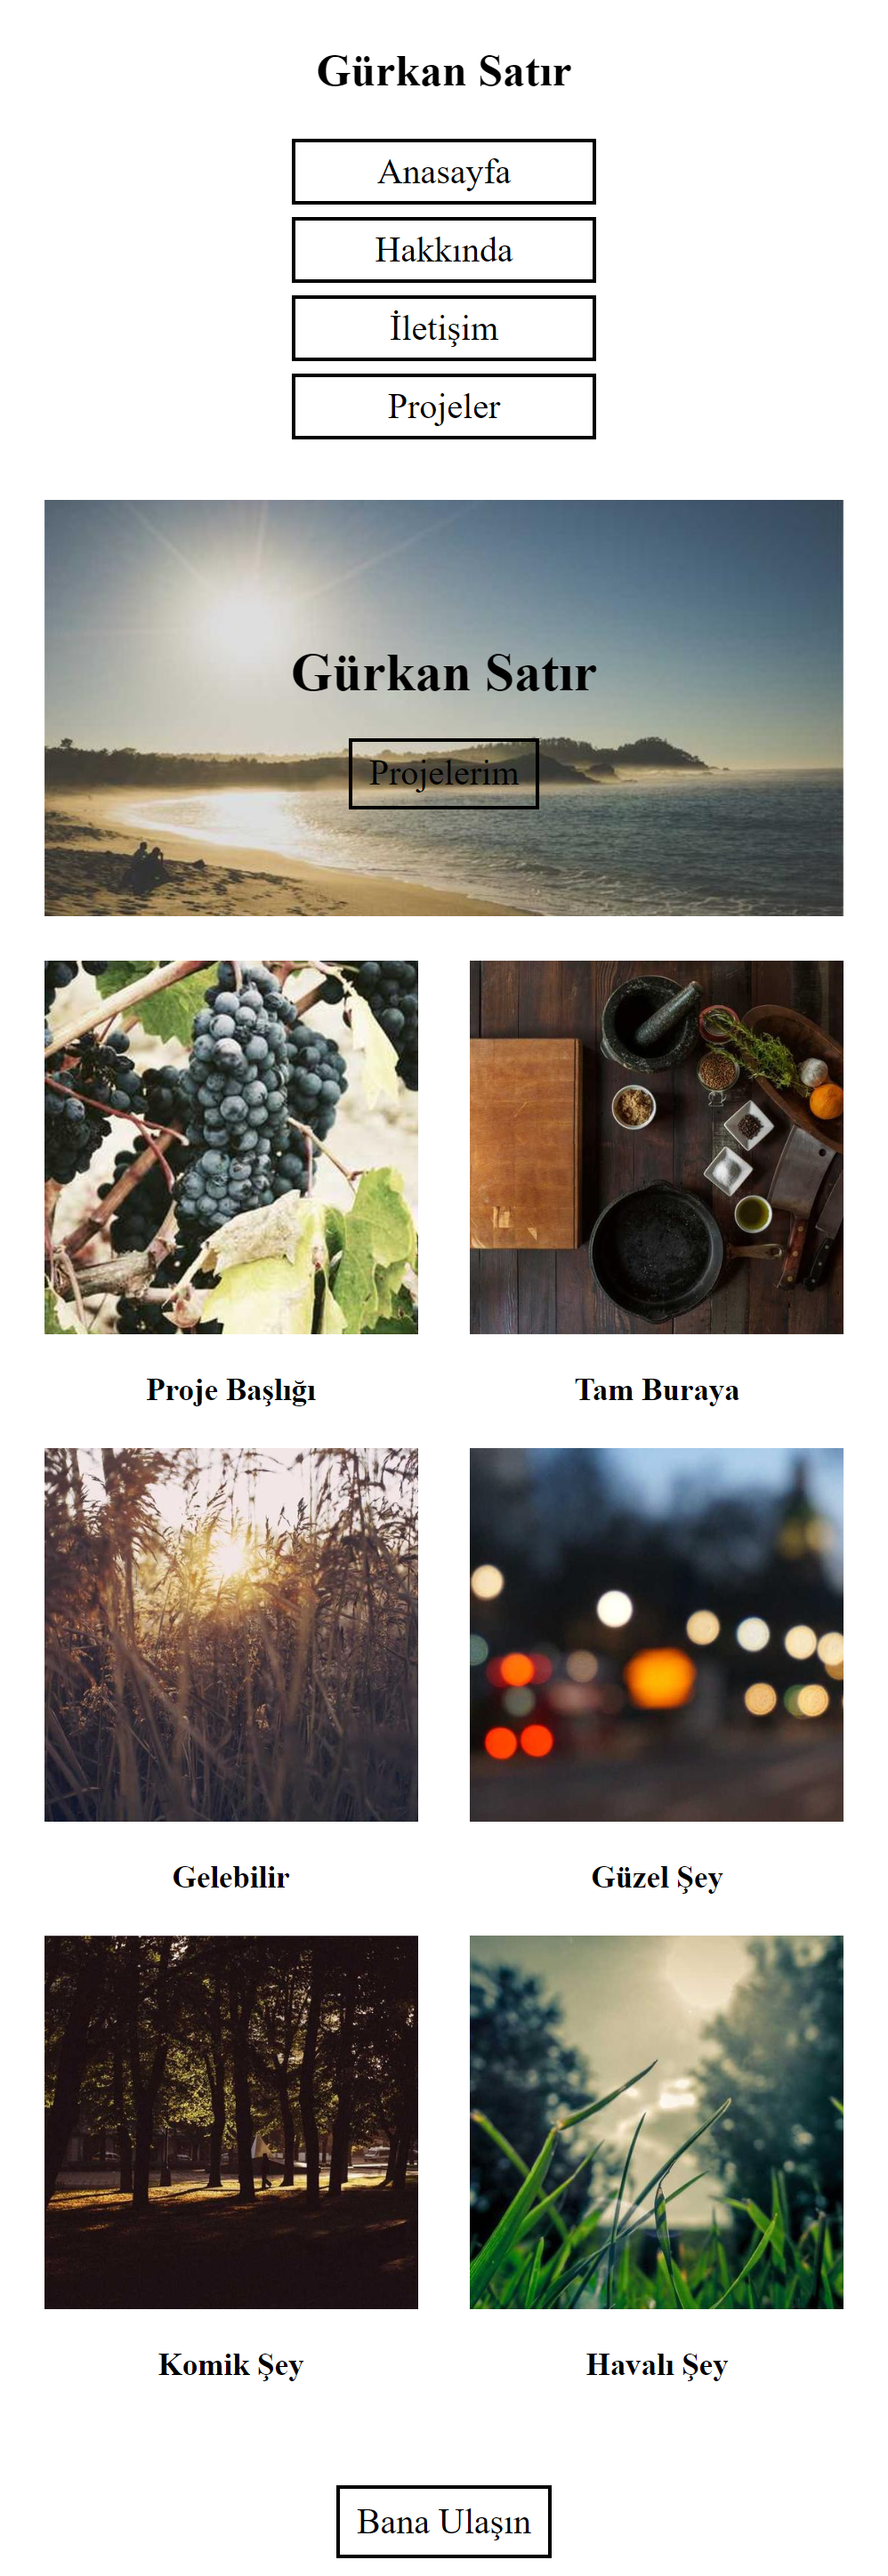 Gürkan Satır
Anasayfa
Hakkında
İletişim
Projeler
Gürkan Satır
Projelerim
Proje Başlığı
Tam Buraya
Gelebilir
Güzel Şey
Komik Şey
Havalı Şey
Bana Ulaşın